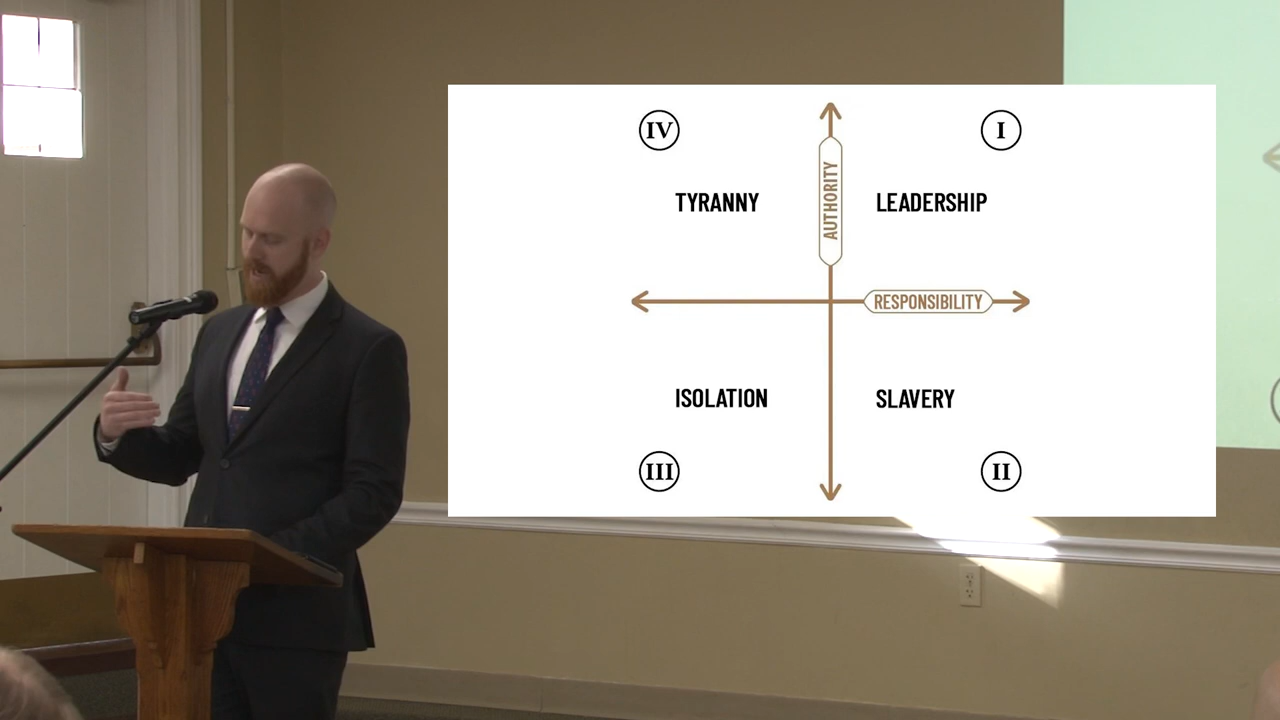 IV
I
TYRANNY
AUTHORITY
LEADERSHIP
RESPONSIBILITY
ISOLATION
SLAVERY
III
II